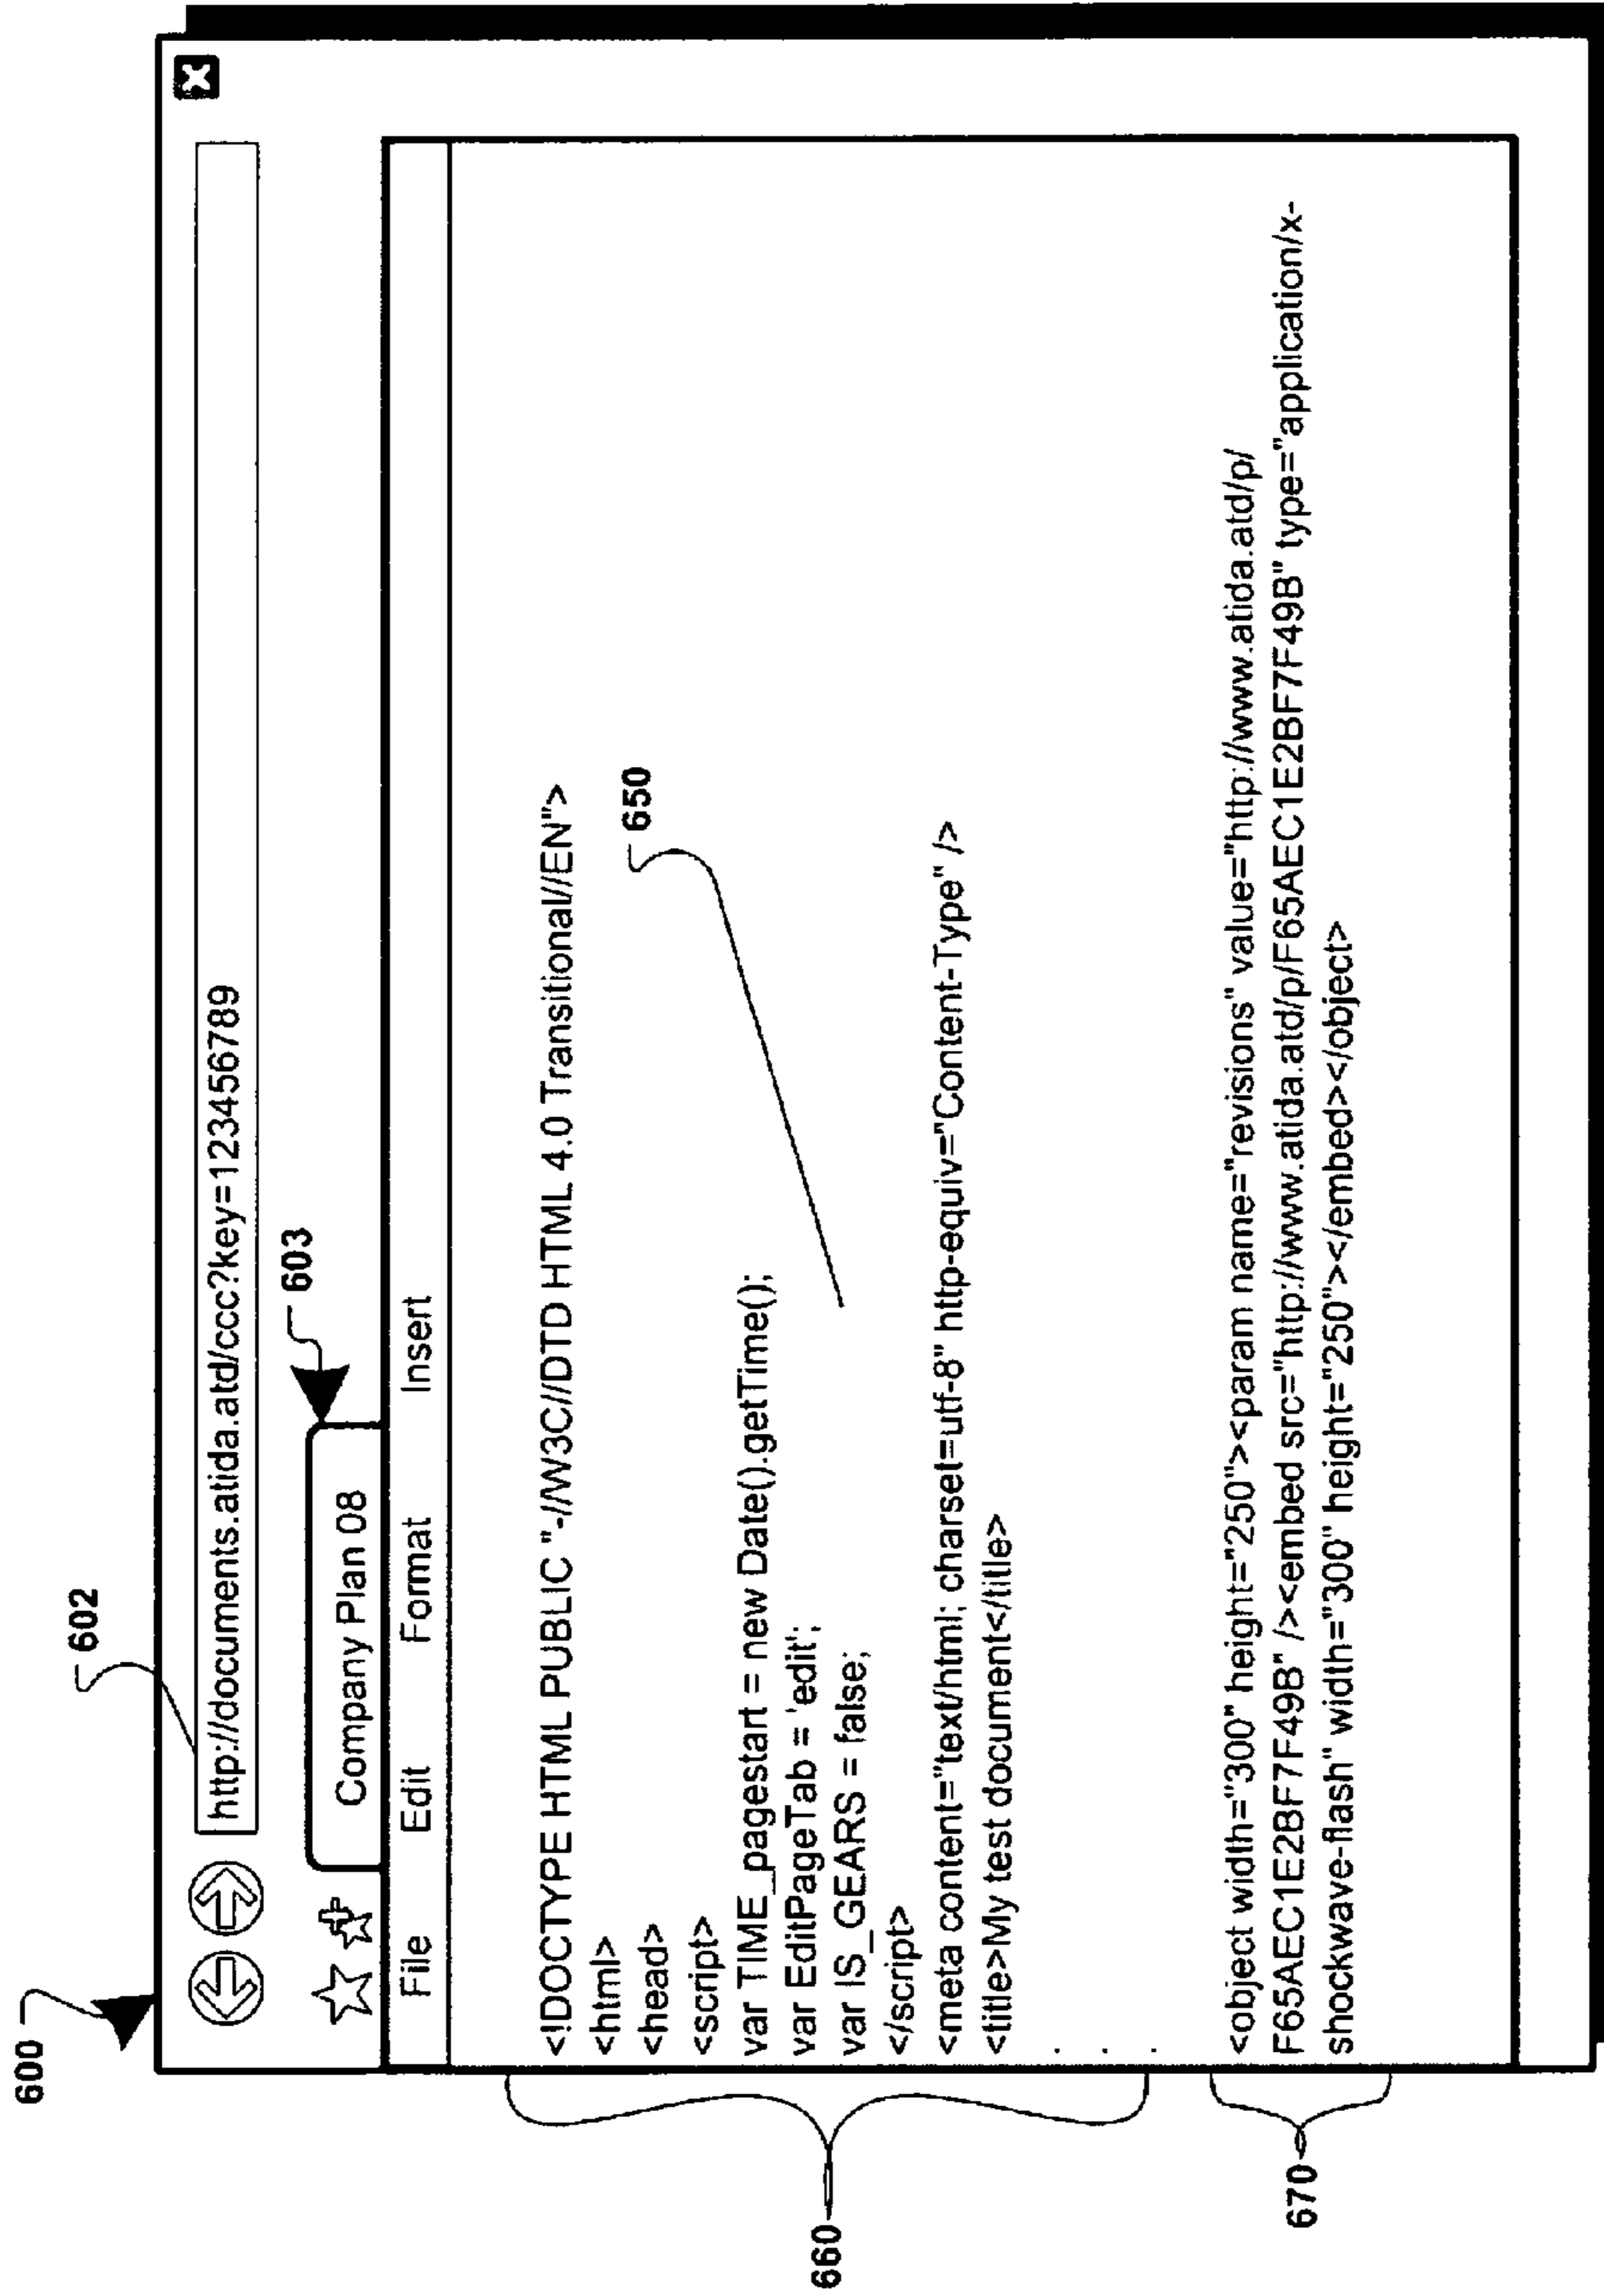 600
602
http://documents.atida.atd/ccc?key=123456789
X
603
Company Plan 08
File Edit Format Insert
<!DOCTYPE HTML PUBLIC "-//W3C//DTD HTML 4.0 Transitional//EN">
<html>
<head>
<script>
var TIME_pagestart = new Date().getTime();
var EditPageTab = 'edit';
var IS_GEARS = false;
</script>
<meta content="text/html; charset=utf-8" http-equiv="Content-Type" />
<title>My test document</title>
.
.
.
650
660
<object width="300" height="250"><param name="revisions" value="http://www.atida.atd/p/
F65AEC1E2BF7F49B" /><embed src="http://www.atida.atd/p/F65AEC1E2BF7F49B" type="application/x-
shockwave-flash" width="300" height="250"></embed></object>
670